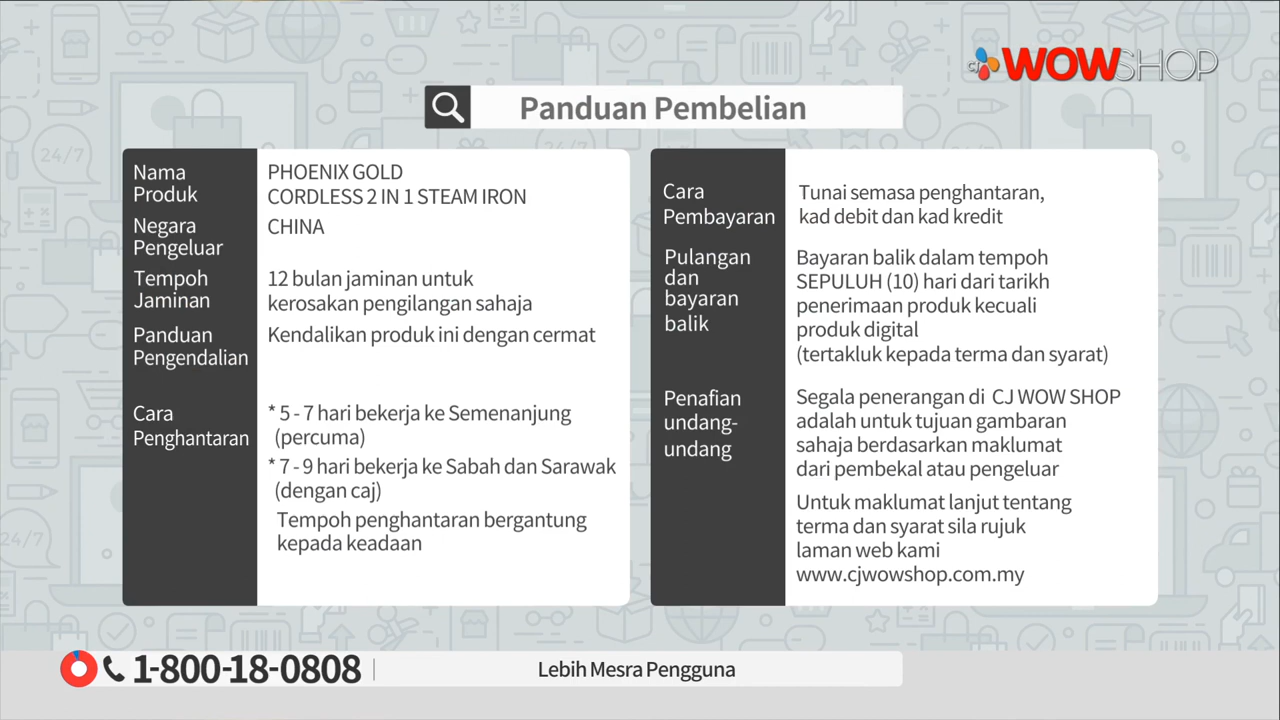 CJ WOWSHOP
Panduan Pembelian
Nama
Produk
PHOENIX GOLD
CORDLESS 2 IN 1 STEAM IRON
Negara
Pengeluar
CHINA
Tempoh
Jaminan
12 bulan jaminan untuk
kerosakan pengilangan sahaja
Panduan
Pengendalian
Kendalikan produk ini dengan cermat
Cara
Penghantaran
* 5 - 7 hari bekerja ke Semenanjung
(percuma)
* 7 - 9 hari bekerja ke Sabah dan Sarawak
(dengan caj)
Tempoh penghantaran bergantung
kepada keadaan
Cara
Pembayaran
Tunai semasa penghantaran,
kad debit dan kad kredit
Pulangan
dan
bayaran
balik
Bayaran balik dalam tempoh
SEPULUH (10) hari dari tarikh
penerimaan produk kecuali
produk digital
(tertakluk kepada terma dan syarat)
Penafian
undang-
undang
Segala penerangan di CJ WOW SHOP
adalah untuk tujuan gambaran
sahaja berdasarkan maklumat
dari pembekal atau pengeluar
Untuk maklumat lanjut tentang
terma dan syarat sila rujuk
laman web kami
www.cjwowshop.com.my
24/7
24/7
24/7
1-800-18-0808
Lebih Mesra Pengguna